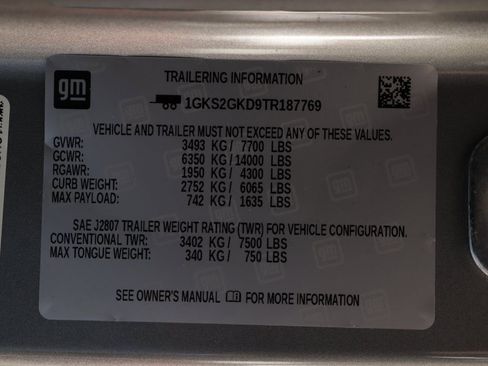 gm
TRAILERING INFORMATION
1GKS2GKD9TR187769
VEHICLE AND TRAILER MUST NOT EXCEED ANY OF THESE VALUES.
GVWR: 3493 KG / 7700 LBS
GCWR: 6350 KG / 14000 LBS
RGAWR: 1950 KG / 4300 LBS
CURB WEIGHT: 2752 KG / 6065 LBS
MAX PAYLOAD: 742 KG / 1635 LBS
SAE J2807 TRAILER WEIGHT RATING (TWR) FOR VEHICLE CONFIGURATION.
CONVENTIONAL TWR: 3402 KG / 7500 LBS
MAX TONGUE WEIGHT: 340 KG / 750 LBS
SEE OWNER'S MANUAL FOR MORE INFORMATION